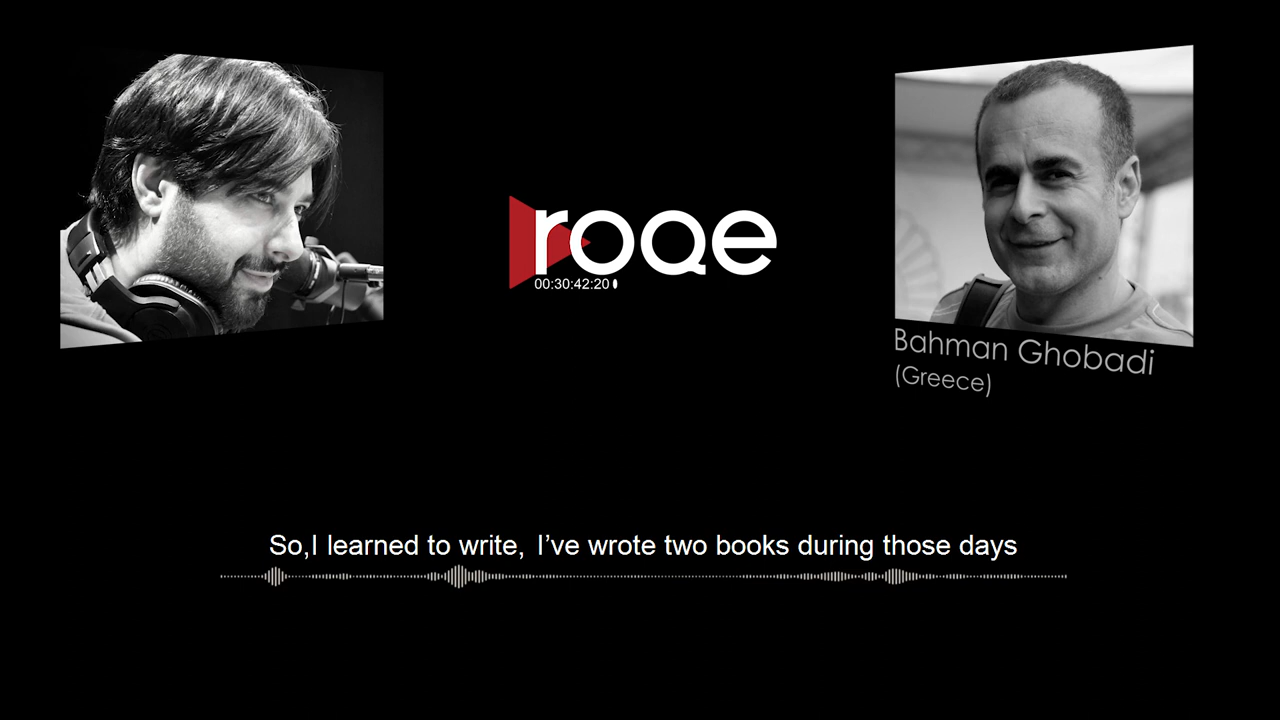 roqe
00:30:42:20
Bahman Ghobadi
(Greece)
So,I learned to write, I've wrote two books during those days